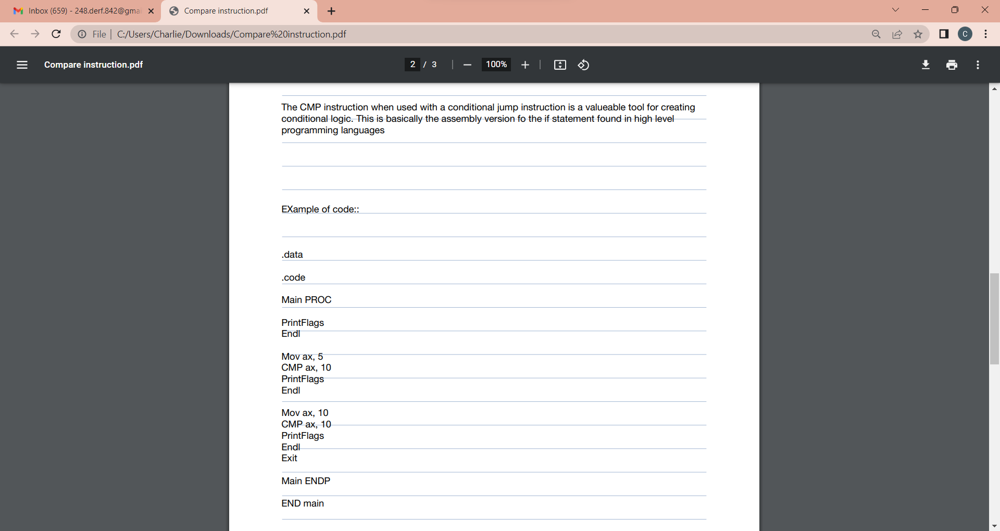 Inbox (659) - 248.derf.842@gmai
Compare instruction.pdf
File
C:/Users/Charlie/Downloads/Compare%20instruction.pdf
C
Compare instruction.pdf
2 / 3
100%
The CMP instruction when used with a conditional jump instruction is a valueable tool for creating
conditional logic. This is basically the assembly version fo the if statement found in high level
programming languages
EXample of code::
.data
.code
Main PROC
PrintFlags
Endl
Mov ax, 5
CMP ax, 10
PrintFlags
Endl
Mov ax, 10
CMP ax, 10
PrintFlags
Endl
Exit
Main ENDP
END main